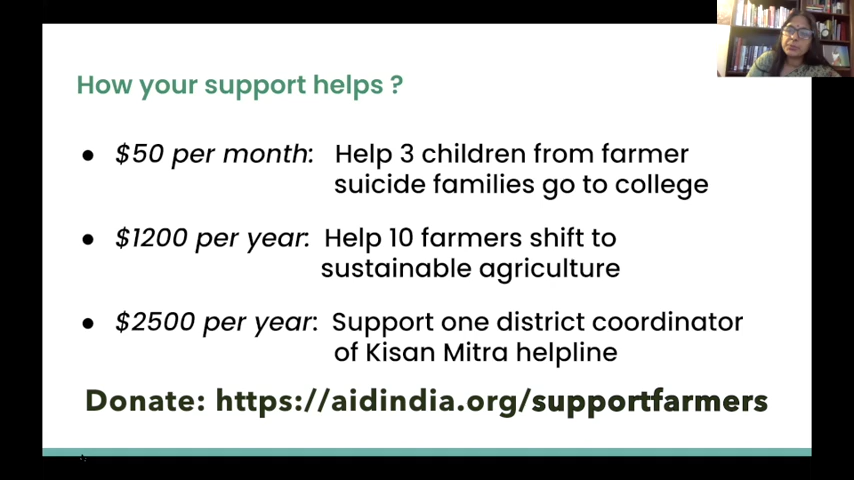 How your support helps ?
● $50 per month: Help 3 children from farmer
suicide families go to college
● $1200 per year: Help 10 farmers shift to
sustainable agriculture
● $2500 per year: Support one district coordinator
of Kisan Mitra helpline
Donate: https://aidindia.org/supportfarmers